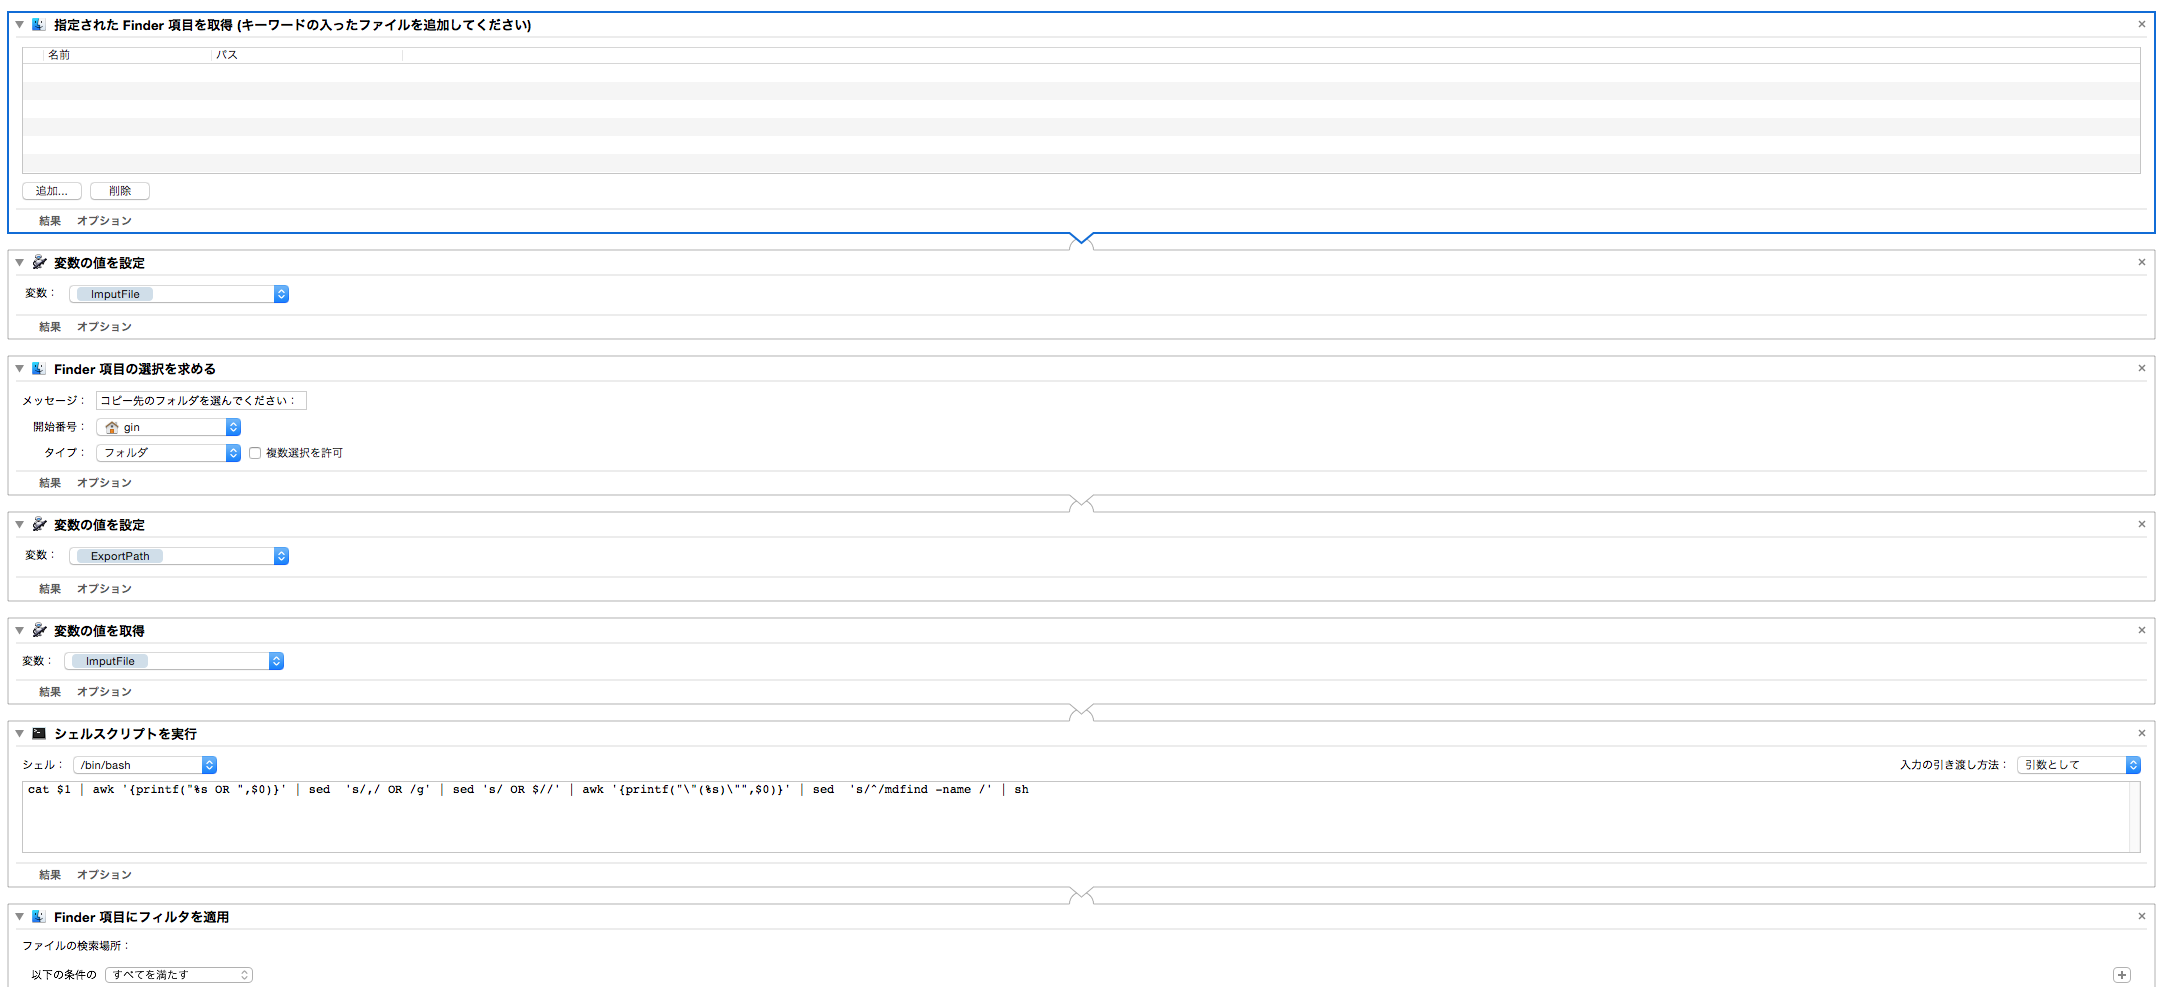 指定された Finder 項目を取得 (キーワードの入ったファイルを追加してください)
名前 パス
追加... 削除
結果 オプション
変数の値を設定
変数： ImputFile
結果 オプション
Finder 項目の選択を求める
メッセージ： コピー先のフォルダを選んでください：
開始番号： gin
タイプ： フォルダ 複数選択を許可
結果 オプション
変数の値を設定
変数： ExportPath
結果 オプション
変数の値を取得
変数： ImputFile
結果 オプション
シェルスクリプトを実行
シェル： /bin/bash 入力の引き渡し方法： 引数として
cat $1 | awk '{printf("%s OR ",$0)}' | sed  's/,/ OR /g' | sed 's/ OR $//' | awk '{printf("\"(%s)\"",$0)}' | sed  's/^/mdfind -name /' | sh
結果 オプション
Finder 項目にフィルタを適用
ファイルの検索場所：
以下の条件の すべてを満たす